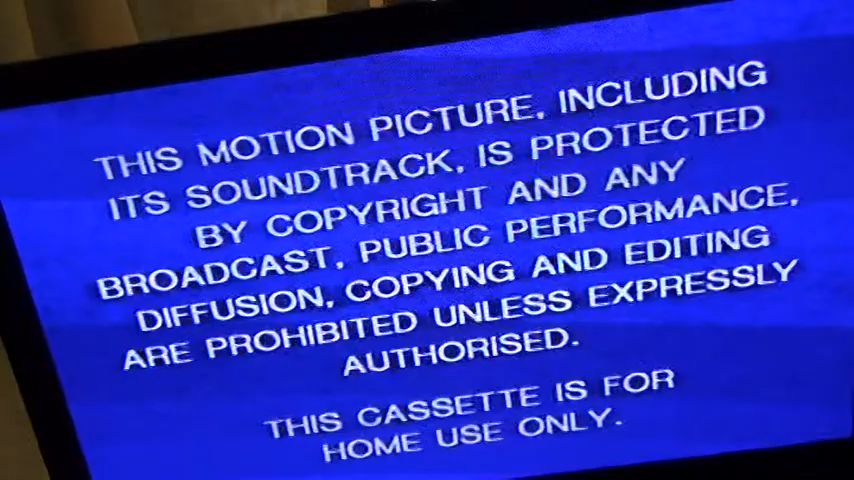 THIS MOTION PICTURE, INCLUDING
ITS SOUNDTRACK, IS PROTECTED
BY COPYRIGHT AND ANY
BROADCAST, PUBLIC PERFORMANCE,
DIFFUSION, COPYING AND EDITING
ARE PROHIBITED UNLESS EXPRESSLY
AUTHORISED.
THIS CASSETTE IS FOR
HOME USE ONLY.